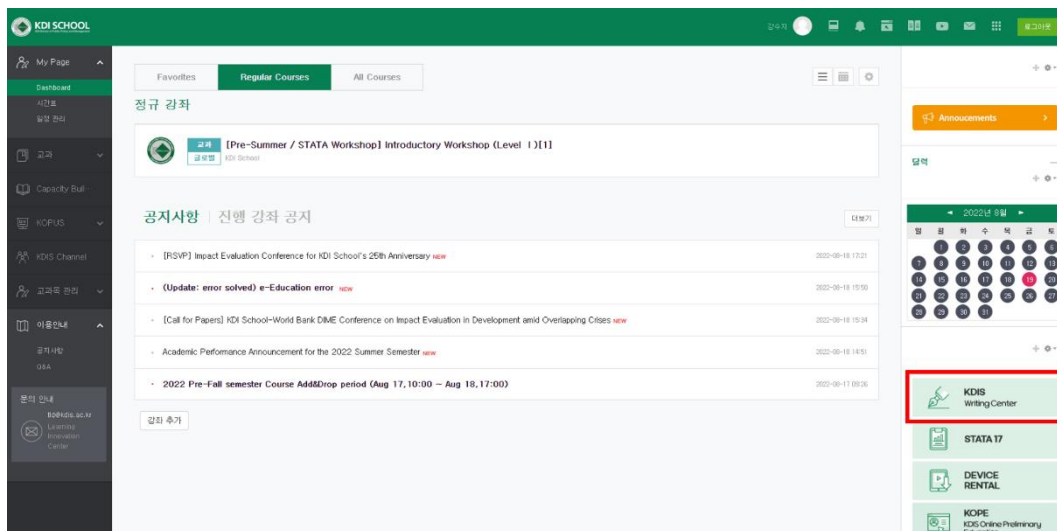 KDI SCHOOL
로그아웃
My Page
Dashboard
시간표
일정 관리
교과
Capacity Buil...
KOPUS
KDIS Channel
교과목 관리
이용안내
공지사항
Q&A
문의 안내
Learning
Innovation
Center
Favorites
Regular Courses
All Courses
정규 강좌
교과
글로벌
[Pre-Summer / STATA Workshop] Introductory Workshop (Level Ⅰ)[1]
KDI School
공지사항
진행 강좌 공지
더보기
[RSVP] Impact Evaluation Conference for KDI School's 25th Anniversary NEW
2022-08-18 17:21
(Update: error solved) e-Education error NEW
2022-08-18 15:50
[Call for Papers] KDI School-World Bank DIME Conference on Impact Evaluation in Development amid Overlapping Crises NEW
2022-08-18 15:34
Academic Performance Announcement for the 2022 Summer Semester NEW
2022-08-18 14:51
2022 Pre-Fall semester Course Add&Drop period (Aug 17,10:00 ~ Aug 18,17:00)
2022-08-17 09:26
강좌 추가
Annoucements
달력
2022년 8월
일 월 화 수 목 금 토
1 2 3 4 5 6
7 8 9 10 11 12 13
14 15 16 17 18 19 20
21 22 23 24 25 26 27
28 29 30 31
KDIS
Writing Center
STATA 17
DEVICE
RENTAL
KOPE
KDIS Online Preliminary